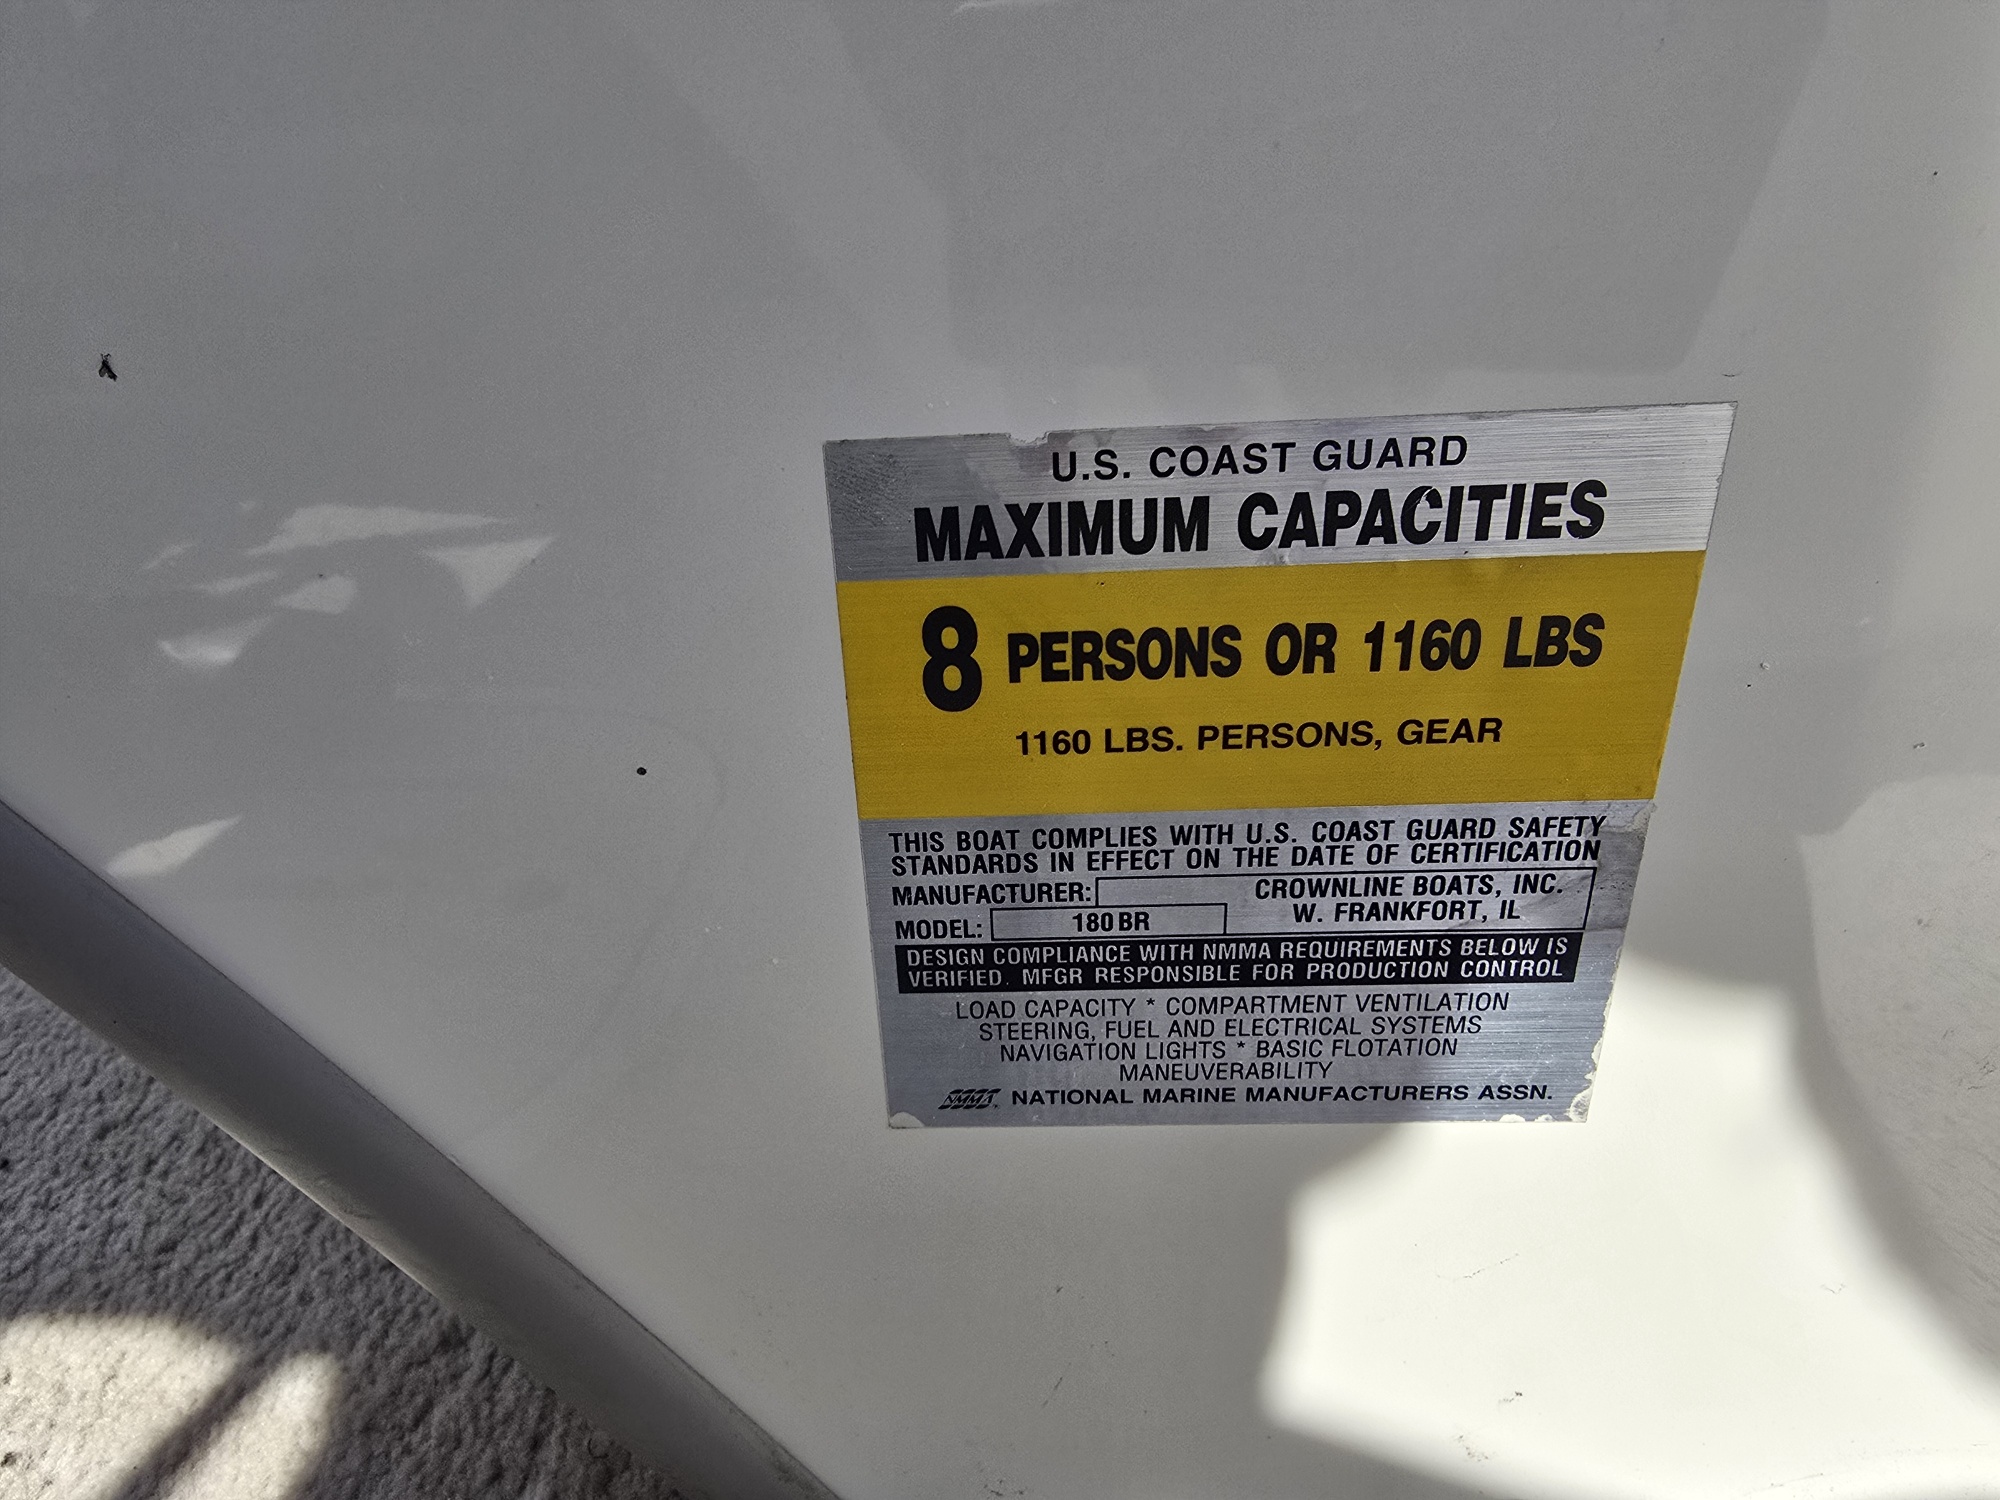 U.S. COAST GUARD
MAXIMUM CAPACITIES
8 PERSONS OR 1160 LBS
1160 LBS. PERSONS, GEAR
THIS BOAT COMPLIES WITH U.S. COAST GUARD SAFETY
STANDARDS IN EFFECT ON THE DATE OF CERTIFICATION
MANUFACTURER: CROWNLINE BOATS, INC.
W. FRANKFORT, IL
MODEL: 180 BR
DESIGN COMPLIANCE WITH NMMA REQUIREMENTS BELOW IS
VERIFIED. MFGR RESPONSIBLE FOR PRODUCTION CONTROL
LOAD CAPACITY * COMPARTMENT VENTILATION
STEERING, FUEL AND ELECTRICAL SYSTEMS
NAVIGATION LIGHTS * BASIC FLOTATION
MANEUVERABILITY
NMMA NATIONAL MARINE MANUFACTURERS ASSN.